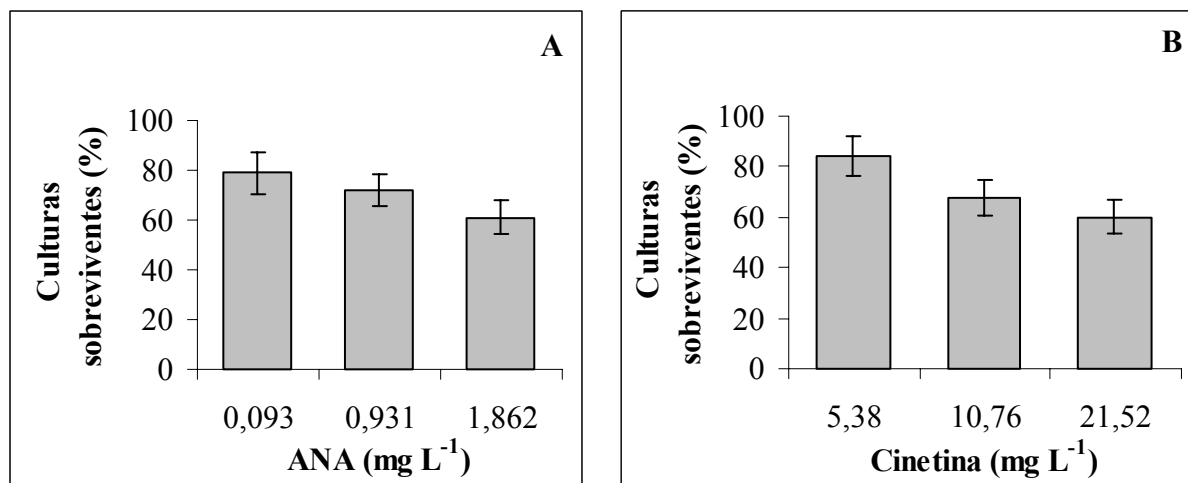 A
Culturas
sobreviventes (%)
100
80
60
40
20
0
0,093 0,931 1,862
ANA (mg L⁻¹)
B
Culturas
sobreviventes (%)
100
80
60
40
20
0
5,38 10,76 21,52
Cinetina (mg L⁻¹)